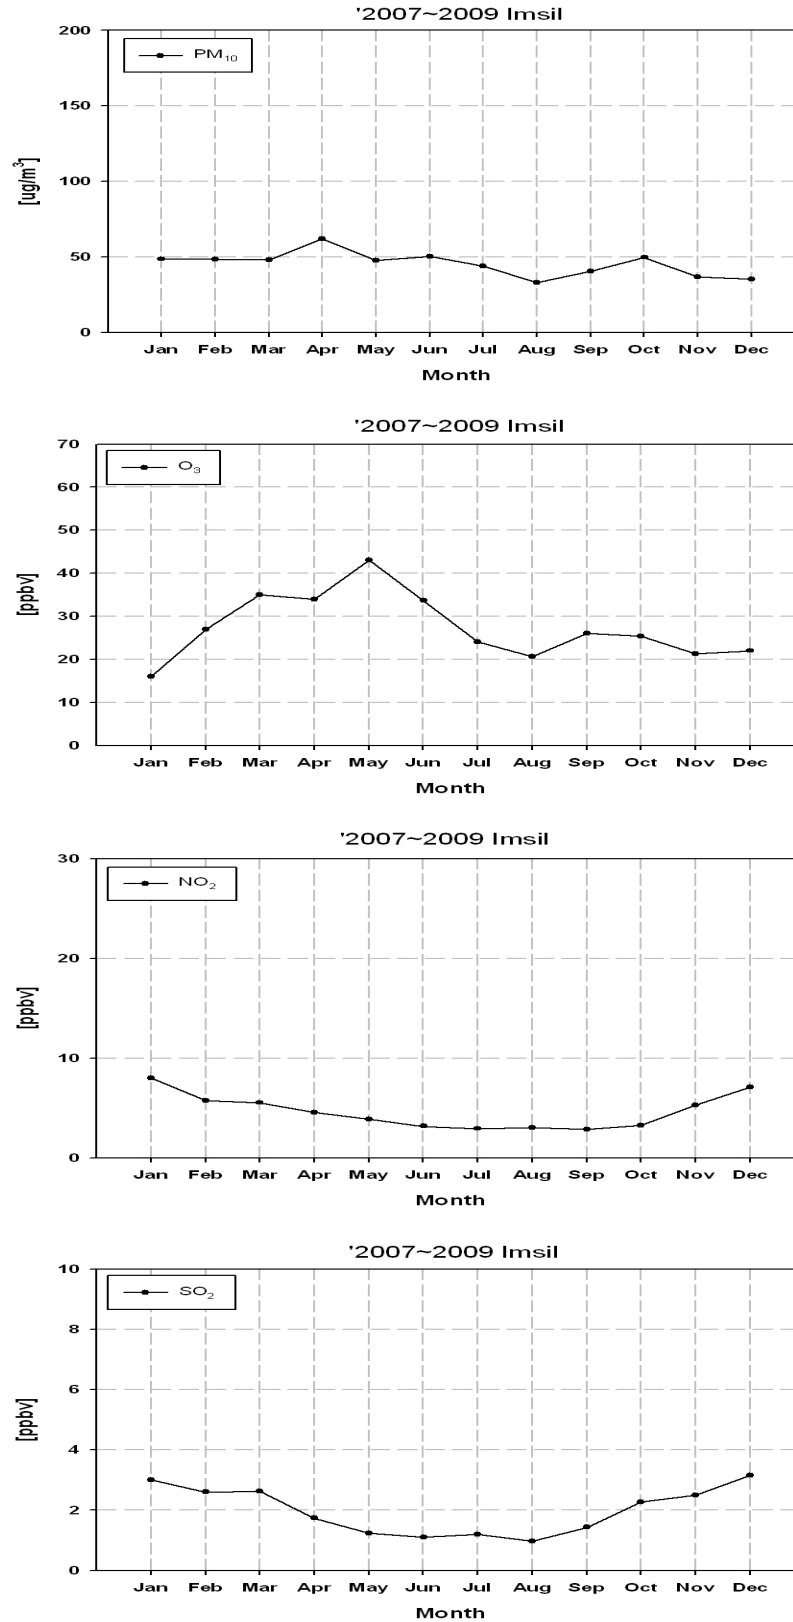 '2007~2009 Imsil
PM10
[ug/m³]
200
150
100
50
0
Jan Feb Mar Apr May Jun Jul Aug Sep Oct Nov Dec
Month
'2007~2009 Imsil
O3
[ppbv]
70
60
50
40
30
20
10
0
Jan Feb Mar Apr May Jun Jul Aug Sep Oct Nov Dec
Month
'2007~2009 Imsil
NO2
[ppbv]
30
20
10
0
Jan Feb Mar Apr May Jun Jul Aug Sep Oct Nov Dec
Month
'2007~2009 Imsil
SO2
[ppbv]
10
8
6
4
2
0
Jan Feb Mar Apr May Jun Jul Aug Sep Oct Nov Dec
Month